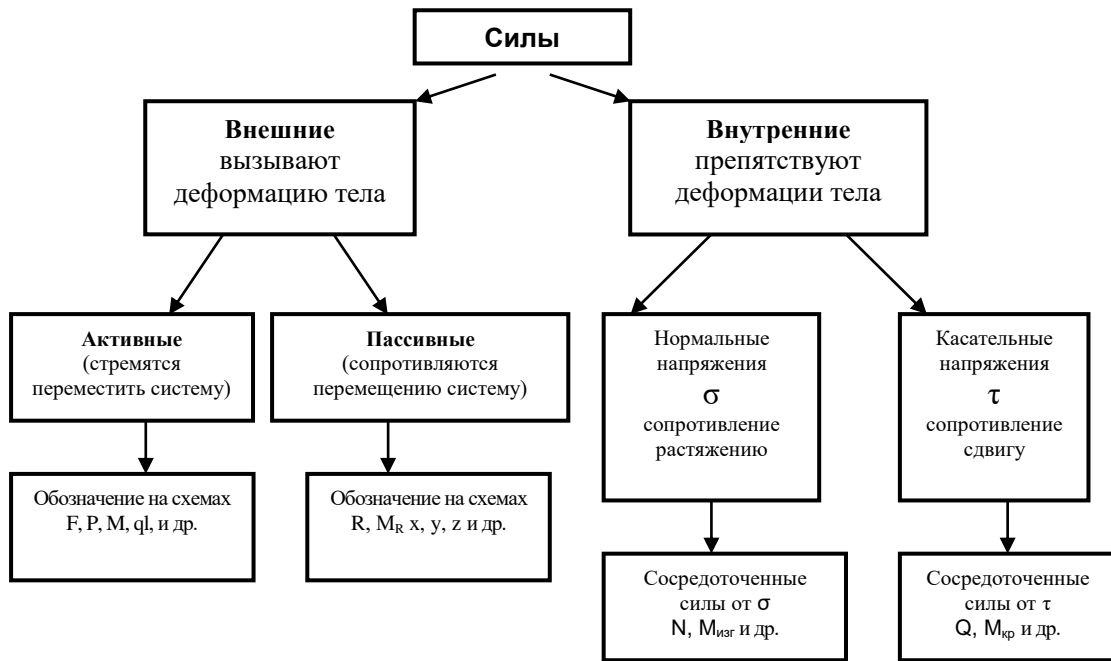 Силы
Внешние
вызывают
деформацию тела
Внутренние
препятствуют
деформации тела
Активные
(стремятся
переместить систему)
Пассивные
(сопротивляются
перемещению систему)
Нормальные
напряжения
σ
сопротивление
растяжению
Касательные
напряжения
τ
сопротивление
сдвигу
Обозначение на схемах
F, P, M, ql, и др.
Обозначение на схемах
R, M_R x, y, z и др.
Сосредоточенные
силы от σ
N, M_изг и др.
Сосредоточенные
силы от τ
Q, M_кр и др.